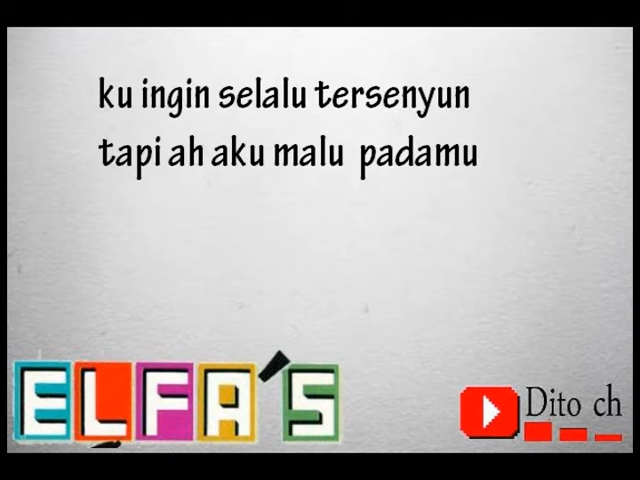 ku ingin selalu tersenyun
tapi ah aku malu padamu
ELFA'S
Dito ch